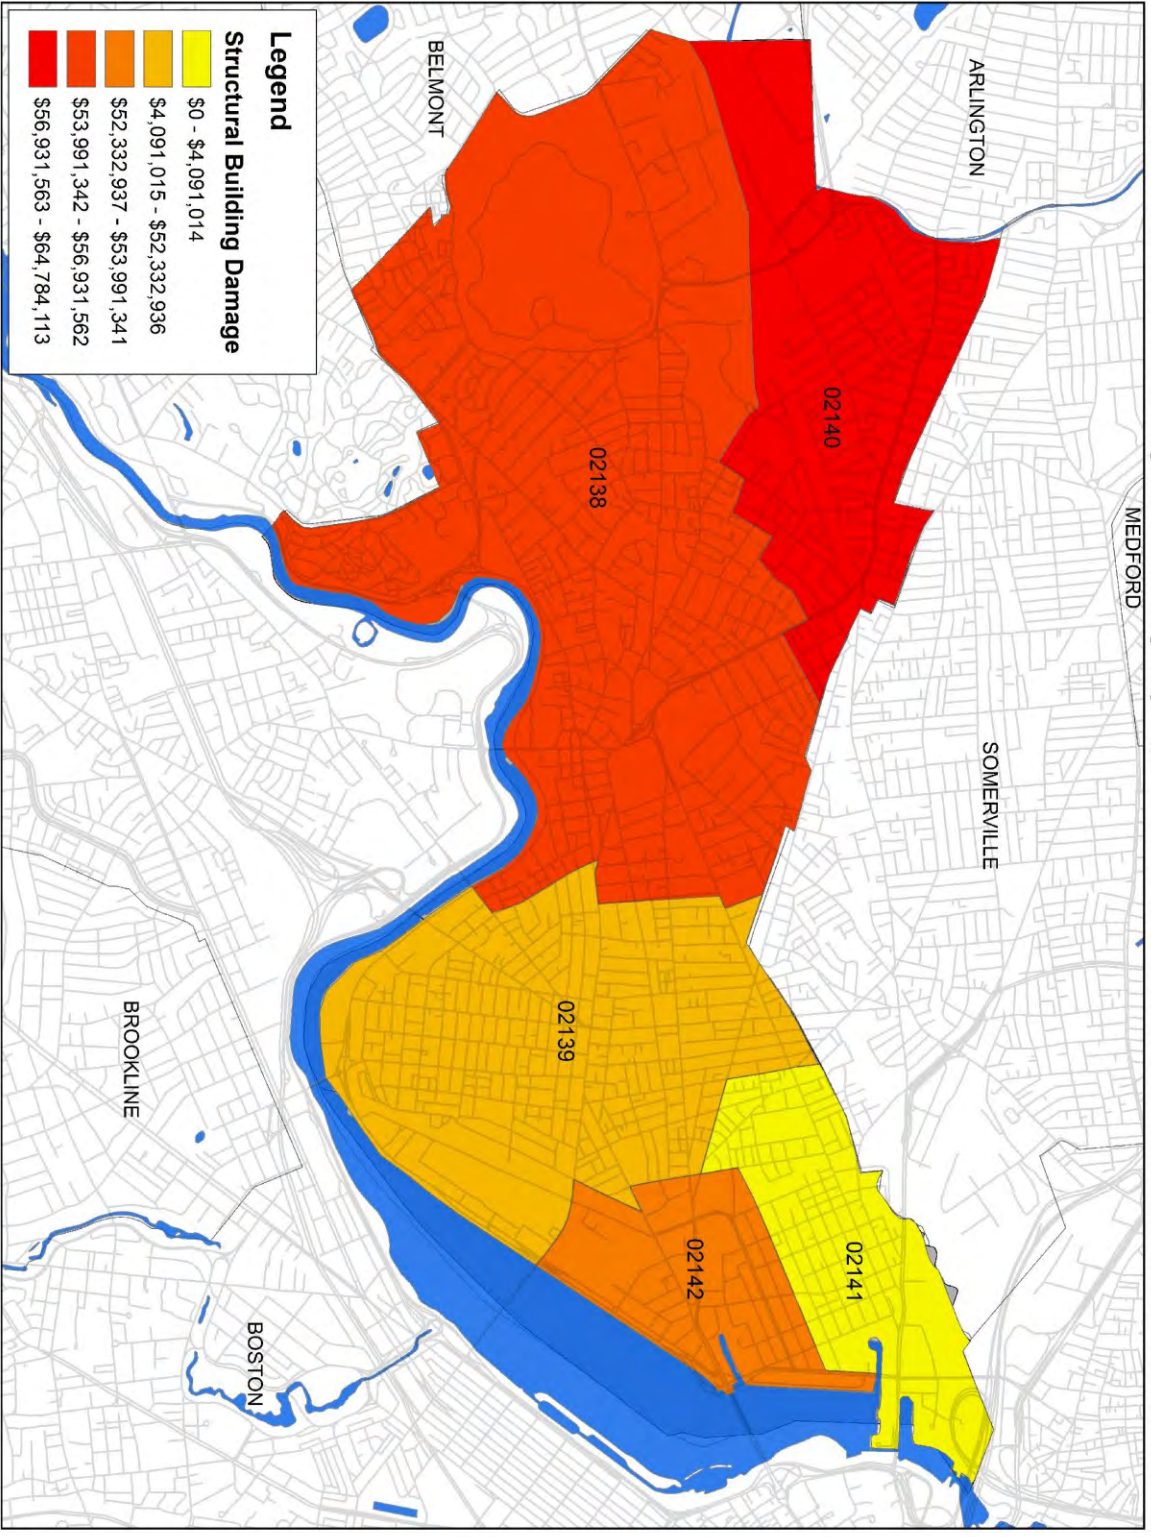 Legend
Structural Building Damage
$0 - $4,091,014
$4,091,015 - $52,332,936
$52,332,937 - $53,991,341
$53,991,342 - $56,931,562
$56,931,563 - $64,784,113
BELMONT
ARLINGTON
MEDFORD
SOMERVILLE
02140
02138
02139
02141
02142
BROOKLINE
BOSTON